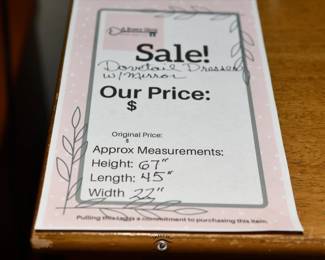 Sale!
Dovetail Dresser
w/ Mirror
Our Price:
$
Original Price:
$
Approx Measurements:
Height: 67"
Length: 45"
Width 22"
Pulling this tag is a commitment to purchasing this item.